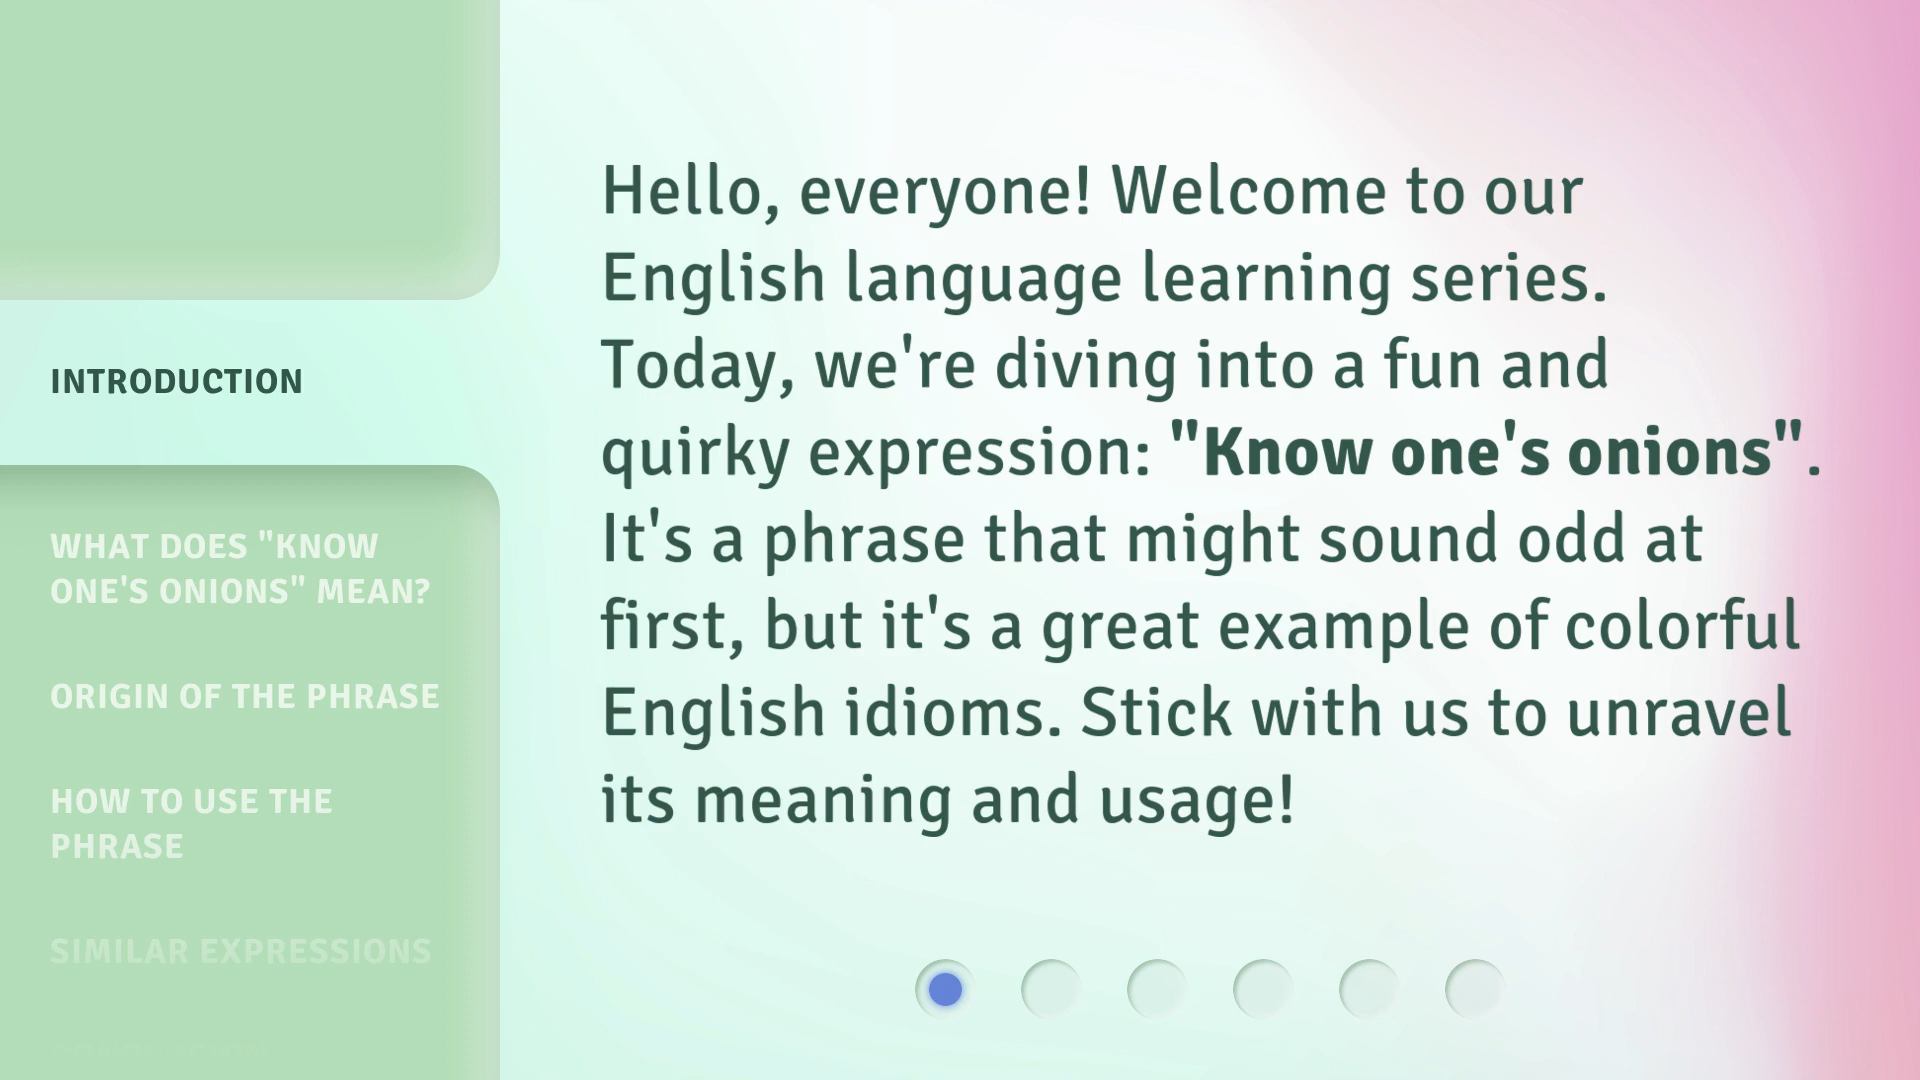 INTRODUCTION
WHAT DOES "KNOW
ONE'S ONIONS" MEAN?
ORIGIN OF THE PHRASE
HOW TO USE THE
PHRASE
SIMILAR EXPRESSIONS
Hello, everyone! Welcome to our
English language learning series.
Today, we're diving into a fun and
quirky expression: "Know one's onions".
It's a phrase that might sound odd at
first, but it's a great example of colorful
English idioms. Stick with us to unravel
its meaning and usage!